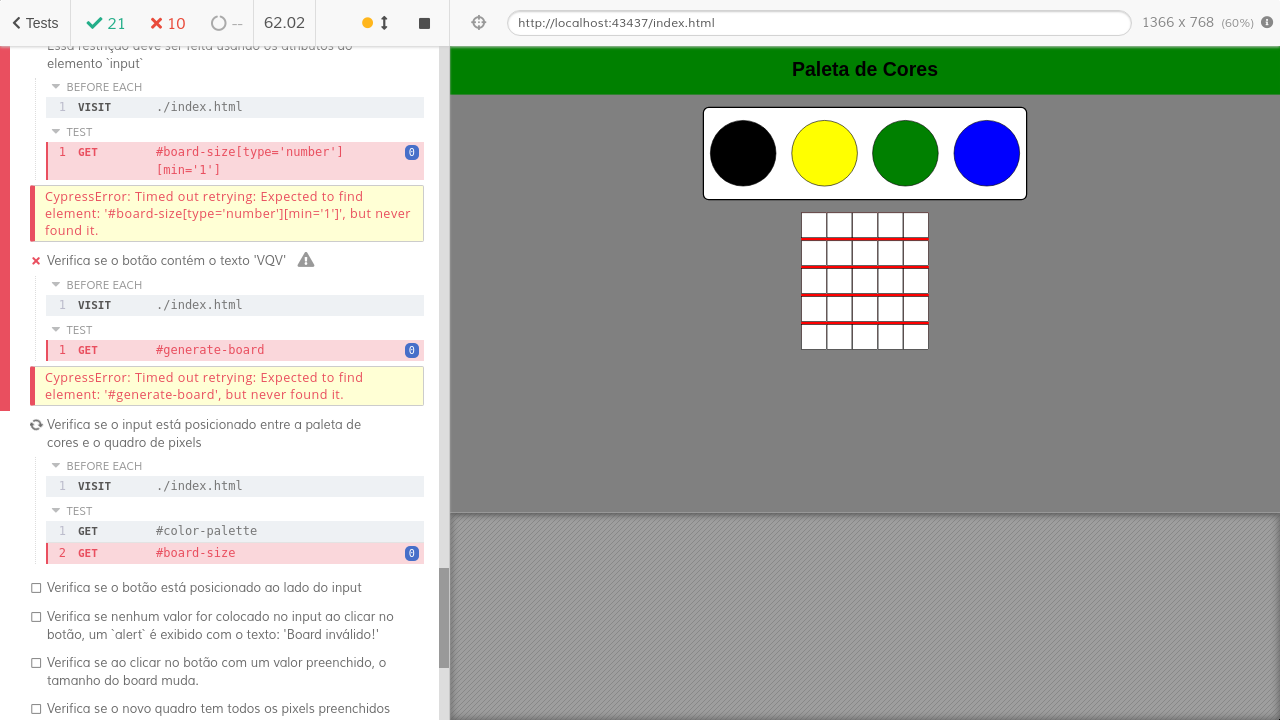 Tests
21
10
--
62.02
http://localhost:43437/index.html
1366 x 768 (60%)
Essa restrição deve ser feita usando os atributos do
elemento `input`
BEFORE EACH
1 VISIT ./index.html
TEST
1 GET #board-size[type='number']
[min='1']
0
CypressError: Timed out retrying: Expected to find
element: '#board-size[type='number'][min='1']', but never
found it.
Verifica se o botão contém o texto 'VQV'
BEFORE EACH
1 VISIT ./index.html
TEST
1 GET #generate-board 0
CypressError: Timed out retrying: Expected to find
element: '#generate-board', but never found it.
Verifica se o input está posicionado entre a paleta de
cores e o quadro de pixels
BEFORE EACH
1 VISIT ./index.html
TEST
1 GET #color-palette
2 GET #board-size 0
Verifica se o botão está posicionado ao lado do input
Verifica se nenhum valor for colocado no input ao clicar no
botão, um `alert` é exibido com o texto: 'Board inválido!'
Verifica se ao clicar no botão com um valor preenchido, o
tamanho do board muda.
Verifica se o novo quadro tem todos os pixels preenchidos
Paleta de Cores